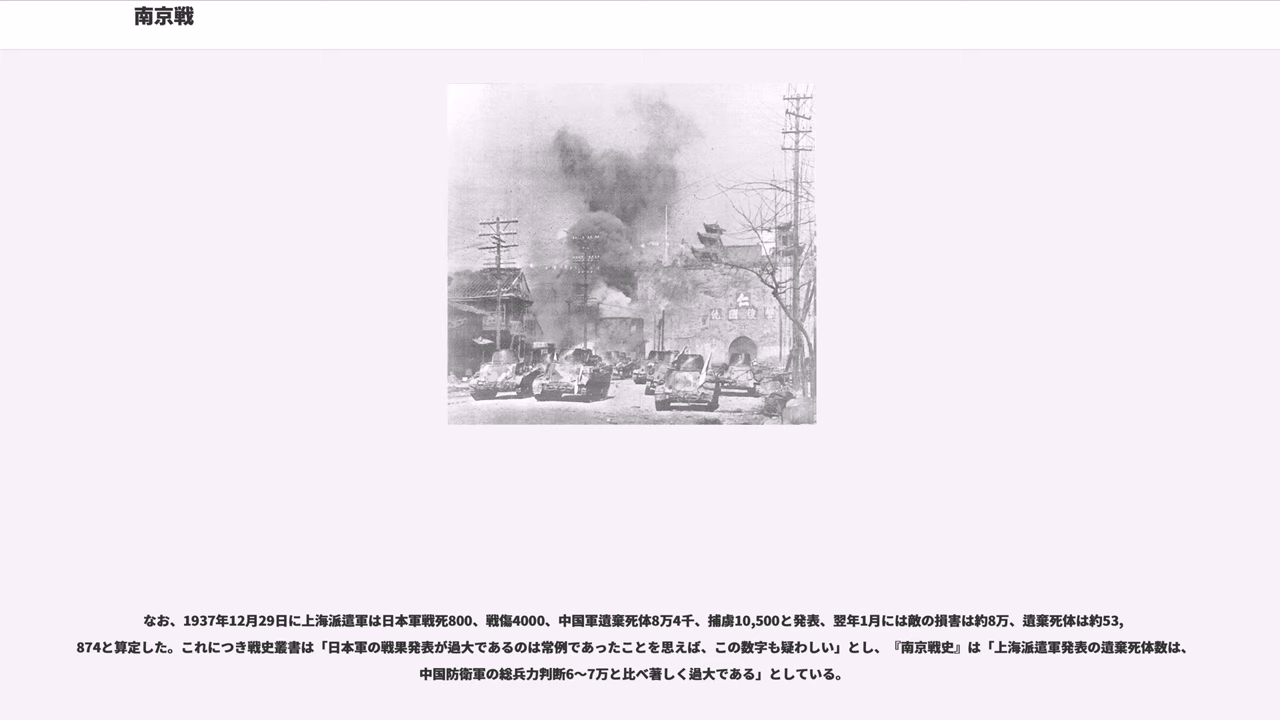 南京戦
仁
なお、1937年12月29日に上海派遣軍は日本軍戦死800、戦傷4000、中国軍遺棄死体8万4千、捕虜10,500と発表、翌年1月には敵の損害は約8万、遺棄死体は約53,
874と算定した。これにつき戦史叢書は「日本軍の戦果発表が過大であるのは常例であったことを思えば、この数字も疑わしい」とし、『南京戦史』は「上海派遣軍発表の遺棄死体数は、
中国防衛軍の総兵力判断6〜7万と比べ著しく過大である」としている。